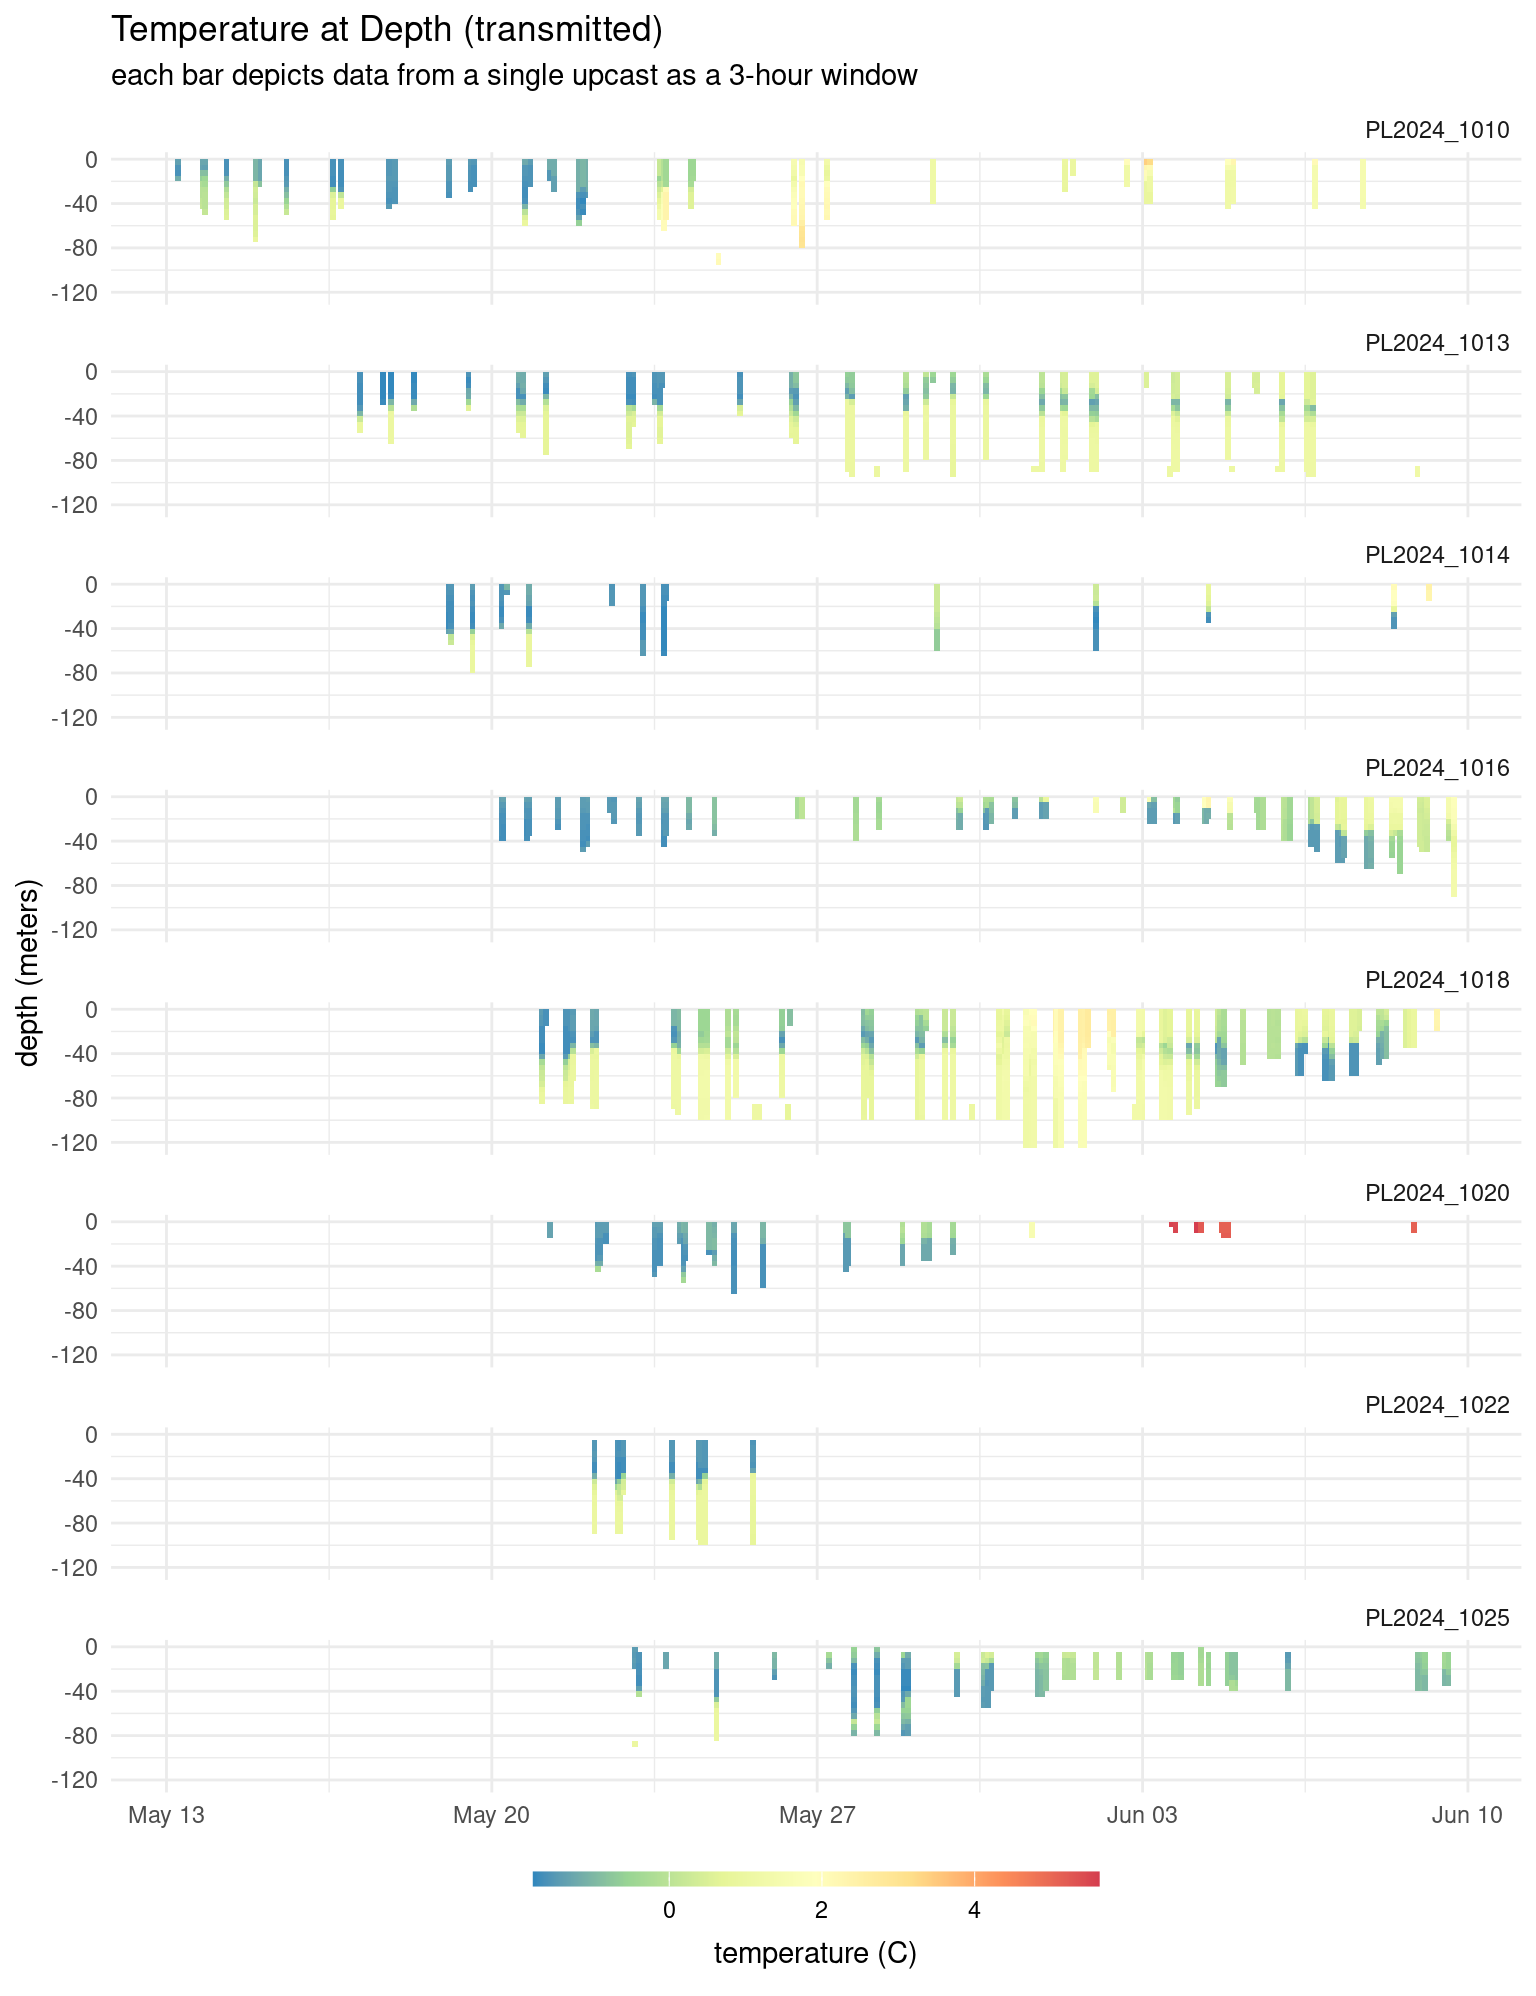 Temperature at Depth (transmitted)
each bar depicts data from a single upcast as a 3-hour window
PL2024_1010
0
-40
-80
-120
PL2024_1013
0
-40
-80
-120
PL2024_1014
0
-40
-80
-120
PL2024_1016
0
-40
-80
-120
depth (meters)
PL2024_1018
0
-40
-80
-120
PL2024_1020
0
-40
-80
-120
PL2024_1022
0
-40
-80
-120
PL2024_1025
0
-40
-80
-120
May 13 May 20 May 27 Jun 03 Jun 10
0 2 4
temperature (C)